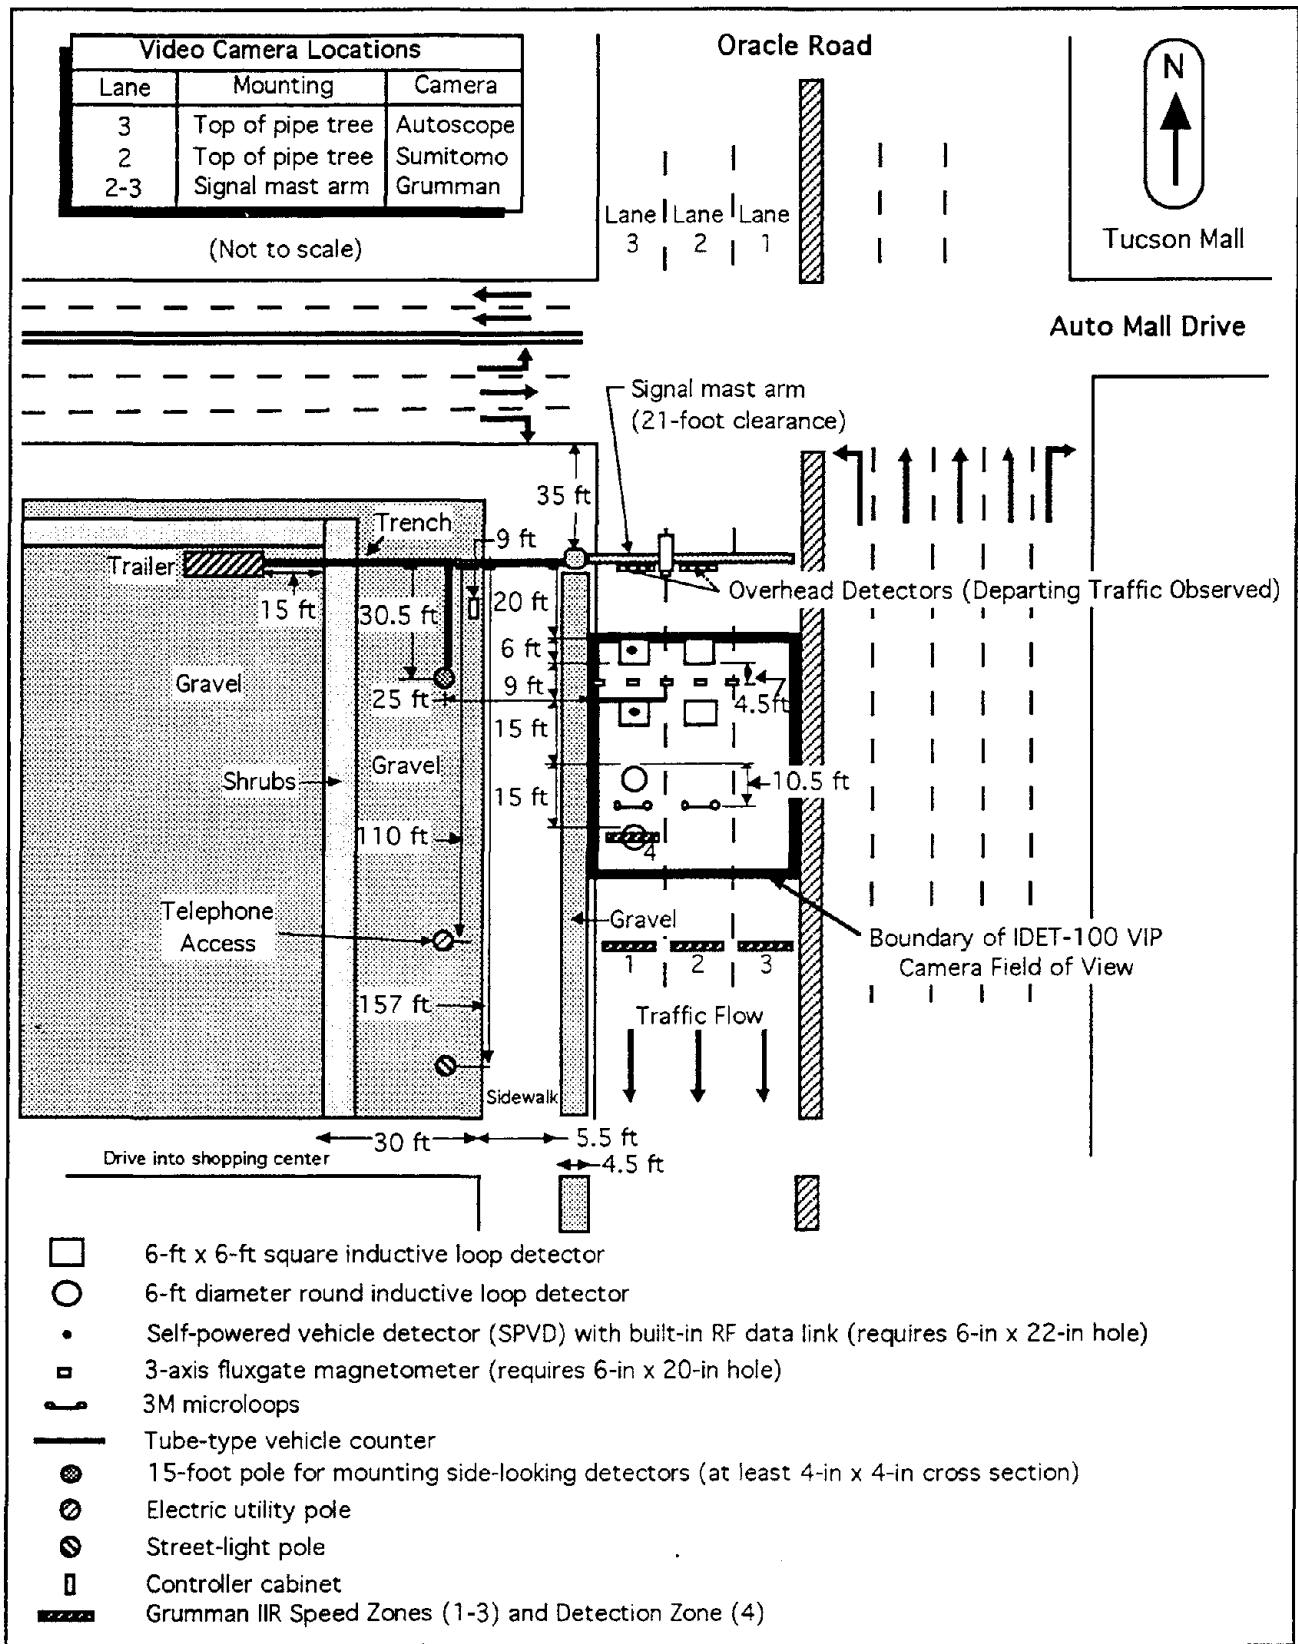 Video Camera Locations
Lane Mounting Camera
3 Top of pipe tree Autoscope
2 Top of pipe tree Sumitomo
2-3 Signal mast arm Grumman
(Not to scale)
Oracle Road
N
Tucson Mall
Lane Lane Lane
3 2 1
Auto Mall Drive
Signal mast arm
(21-foot clearance)
35 ft
Trench
9 ft
Trailer
Overhead Detectors (Departing Traffic Observed)
15 ft
30.5 ft
20 ft
6 ft
Gravel
9 ft
25 ft
4.5ft
15 ft
Shrubs
Gravel
10.5 ft
15 ft
110 ft
4
Telephone
Access
Gravel
Boundary of IDET-100 VIP
Camera Field of View
1 2 3
157 ft
Traffic Flow
Sidewalk
30 ft
5.5 ft
4.5 ft
Drive into shopping center
6-ft x 6-ft square inductive loop detector
6-ft diameter round inductive loop detector
Self-powered vehicle detector (SPVD) with built-in RF data link (requires 6-in x 22-in hole)
3-axis fluxgate magnetometer (requires 6-in x 20-in hole)
3M microloops
Tube-type vehicle counter
15-foot pole for mounting side-looking detectors (at least 4-in x 4-in cross section)
Electric utility pole
Street-light pole
Controller cabinet
Grumman IIR Speed Zones (1-3) and Detection Zone (4)